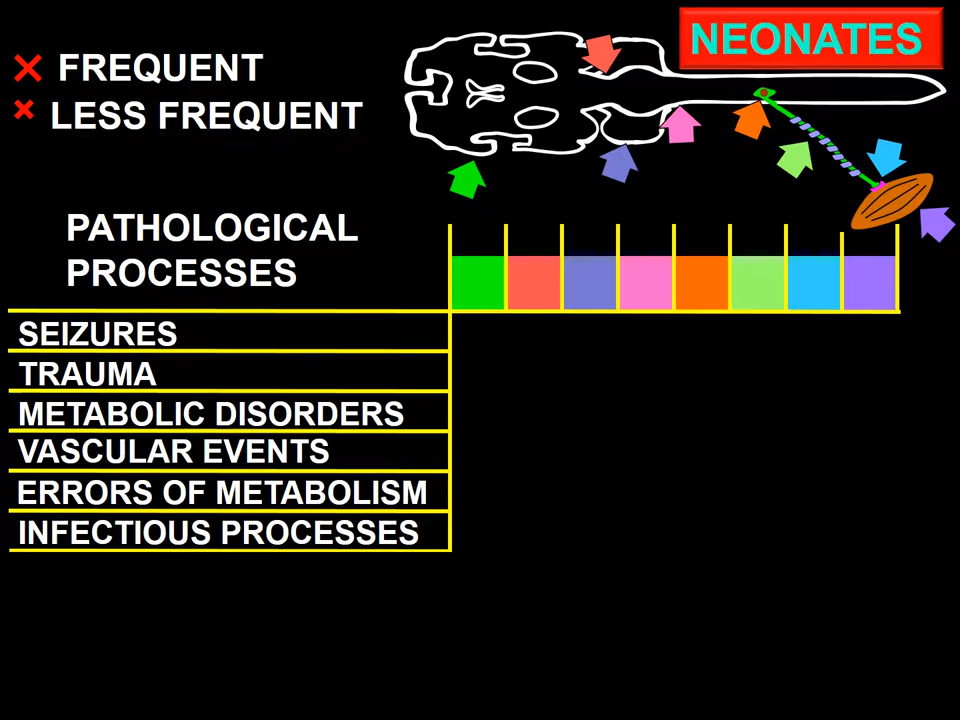 NEONATES
FREQUENT
LESS FREQUENT
PATHOLOGICAL
PROCESSES
SEIZURES
TRAUMA
METABOLIC DISORDERS
VASCULAR EVENTS
ERRORS OF METABOLISM
INFECTIOUS PROCESSES